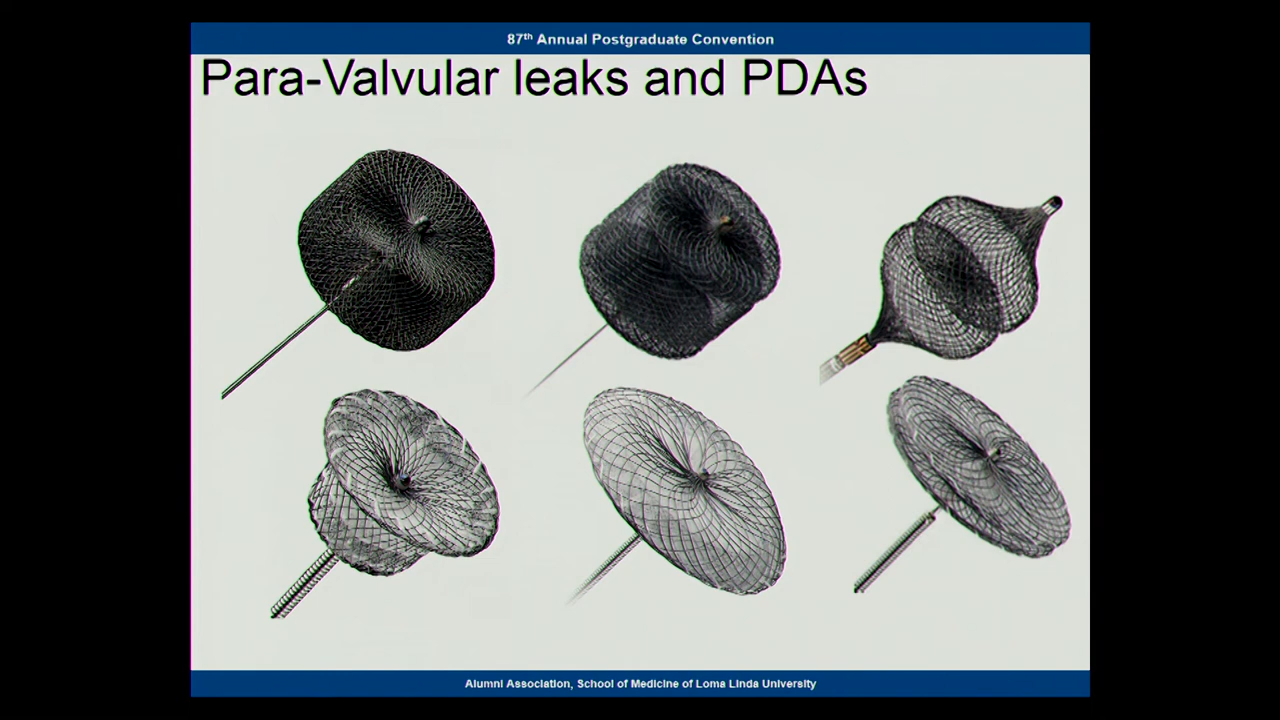 87th Annual Postgraduate Convention
Para-Valvular leaks and PDAs
Alumni Association, School of Medicine of Loma Linda University